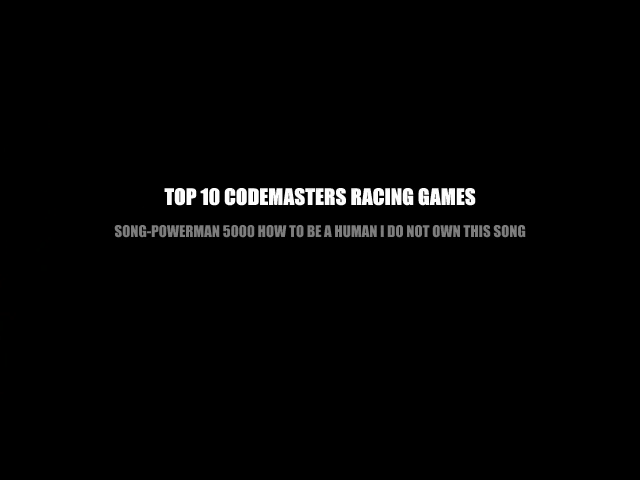 TOP 10 CODEMASTERS RACING GAMES
SONG-POWERMAN 5000 HOW TO BE A HUMAN I DO NOT OWN THIS SONG